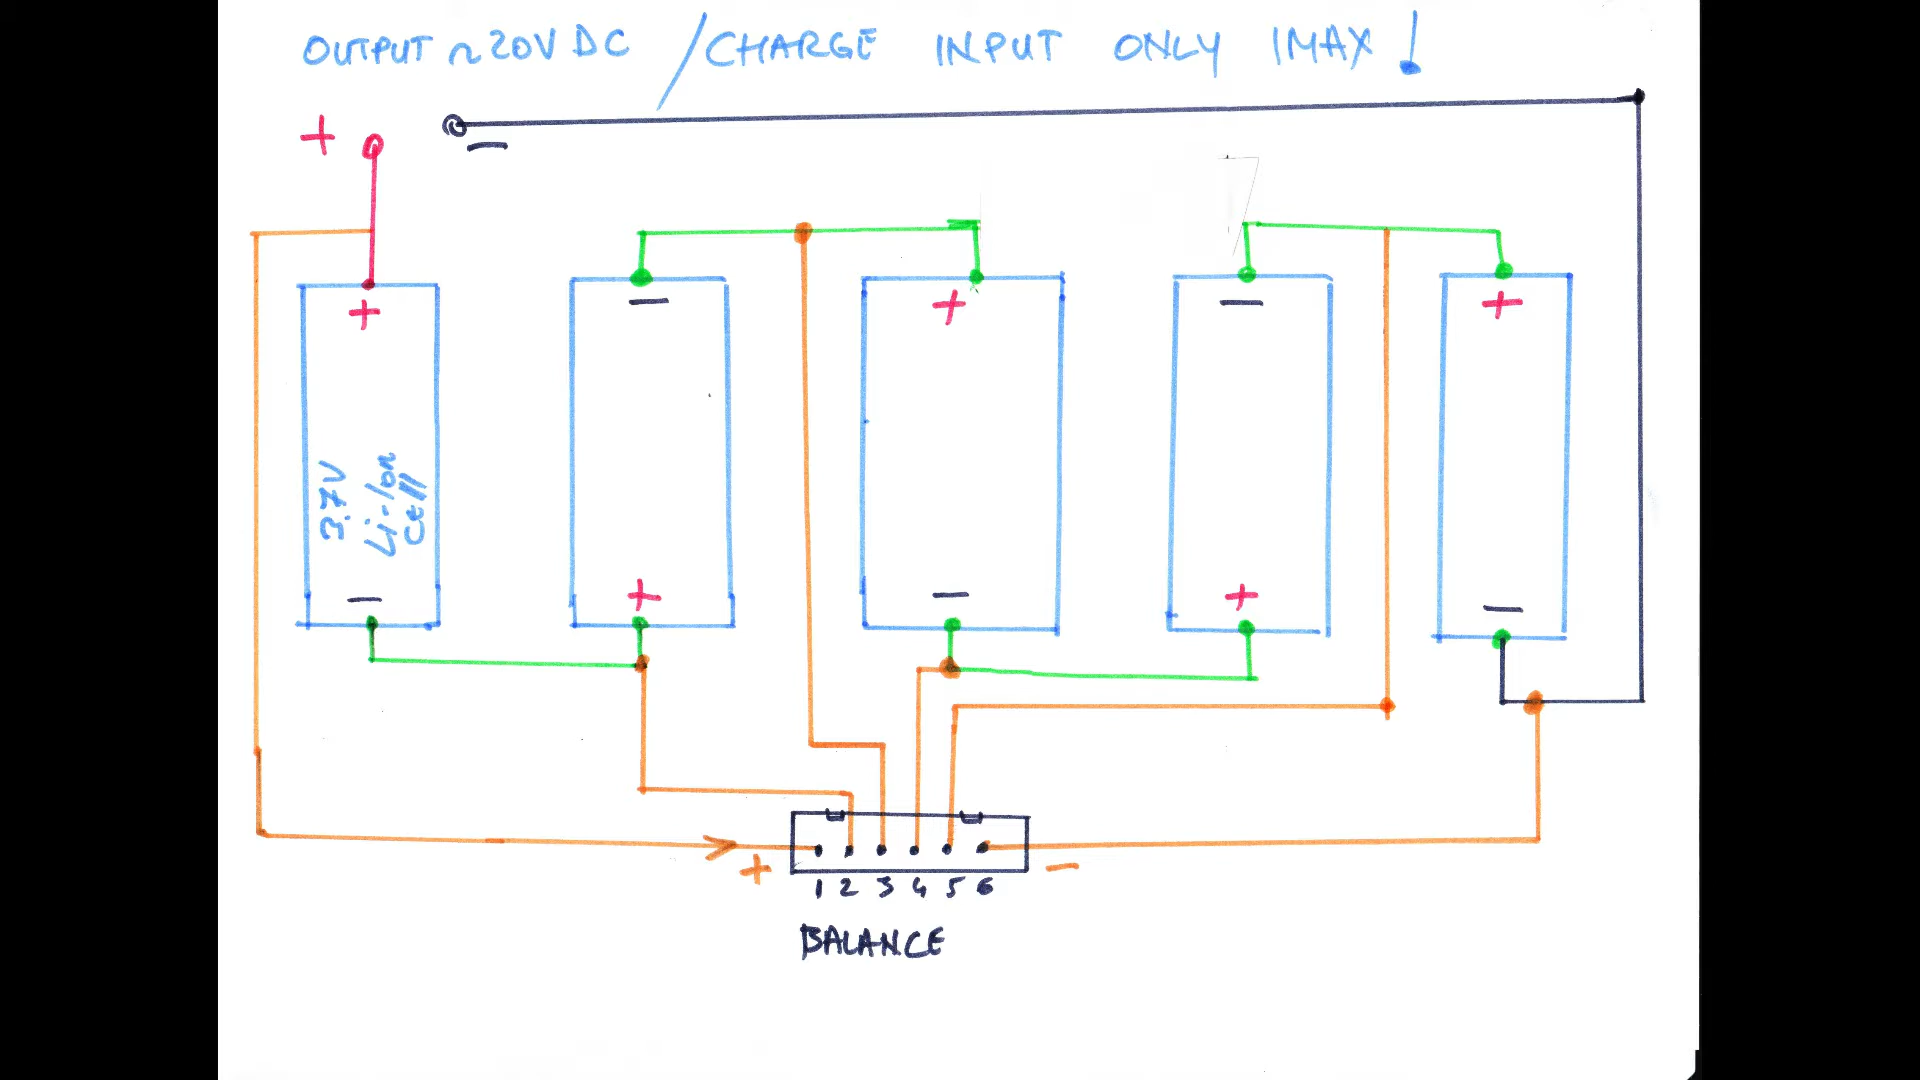 OUTPUT ~ 20V DC / CHARGE INPUT ONLY IMAX!
+ −
+ − + − +
3.7V
Li-Ion
Cell
− + − + −
+ −
1 2 3 4 5 6
BALANCE